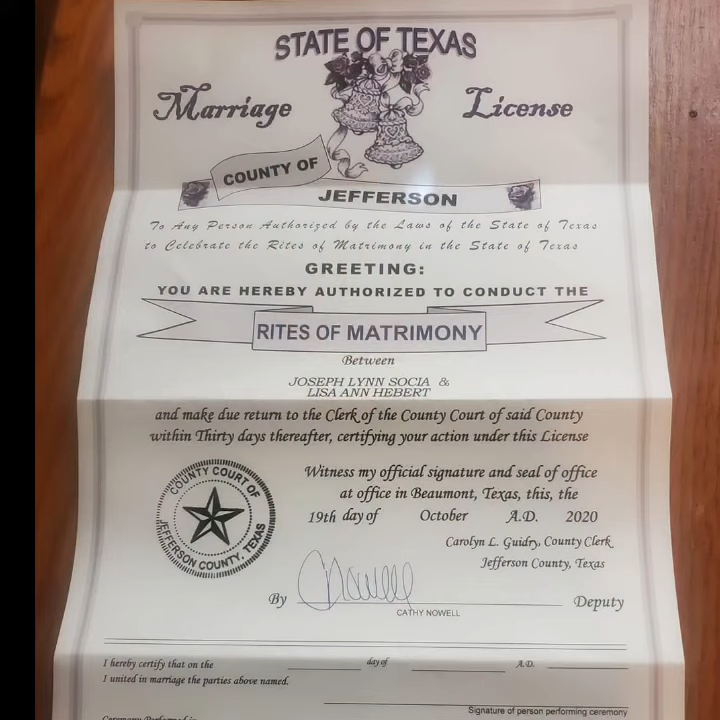 STATE OF TEXAS
Marriage License
COUNTY OF
JEFFERSON
To Any Person Authorized by the Laws of the State of Texas
to Celebrate the Rites of Matrimony in the State of Texas
GREETING:
YOU ARE HEREBY AUTHORIZED TO CONDUCT THE
RITES OF MATRIMONY
Between
JOSEPH LYNN SOCIA &
LISA ANN HEBERT
and make due return to the Clerk of the County Court of said County
within Thirty days thereafter, certifying your action under this License
COUNTY COURT OF
JEFFERSON COUNTY, TEXAS
Witness my official signature and seal of office
at office in Beaumont, Texas, this, the
19th day of October A.D. 2020
Carolyn L. Guidry, County Clerk
Jefferson County, Texas
By CNowell Deputy
CATHY NOWELL
I hereby certify that on the day of A.D.
I united in marriage the parties above named.
Signature of person performing ceremony
Ceremony Performed in